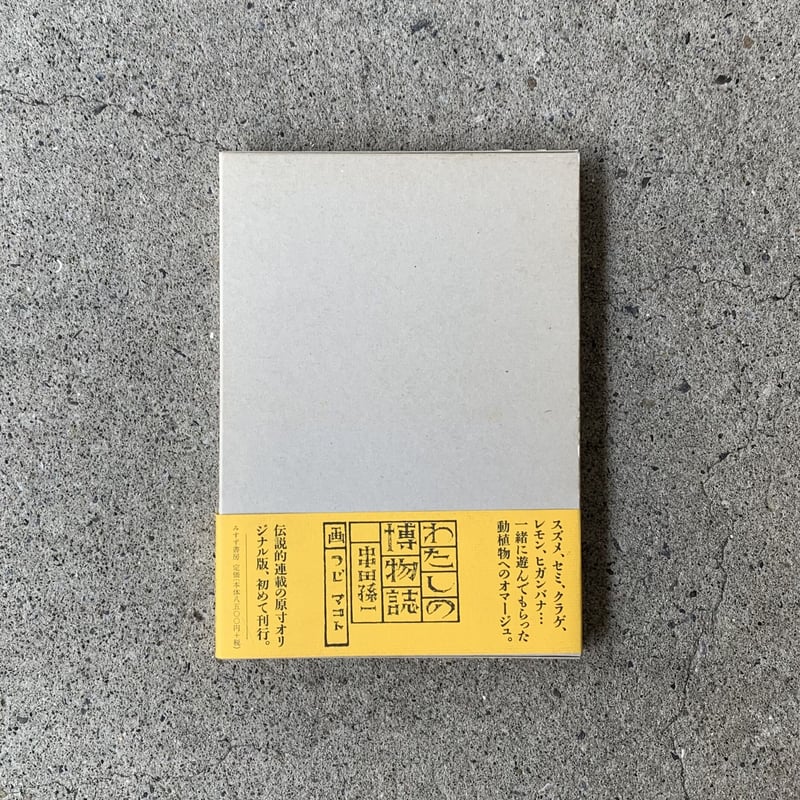 スズメ、セミ、クラゲ、
レモン、ヒガンバナ…
一緒に遊んでもらった
動植物へのオマージュ。
わたしの
博物誌
串田孫一
画 つじ マコト
伝説的連載の原寸オリ
ジナル版、初めて刊行。
みすず書房 定価(本体八五〇〇円+税)